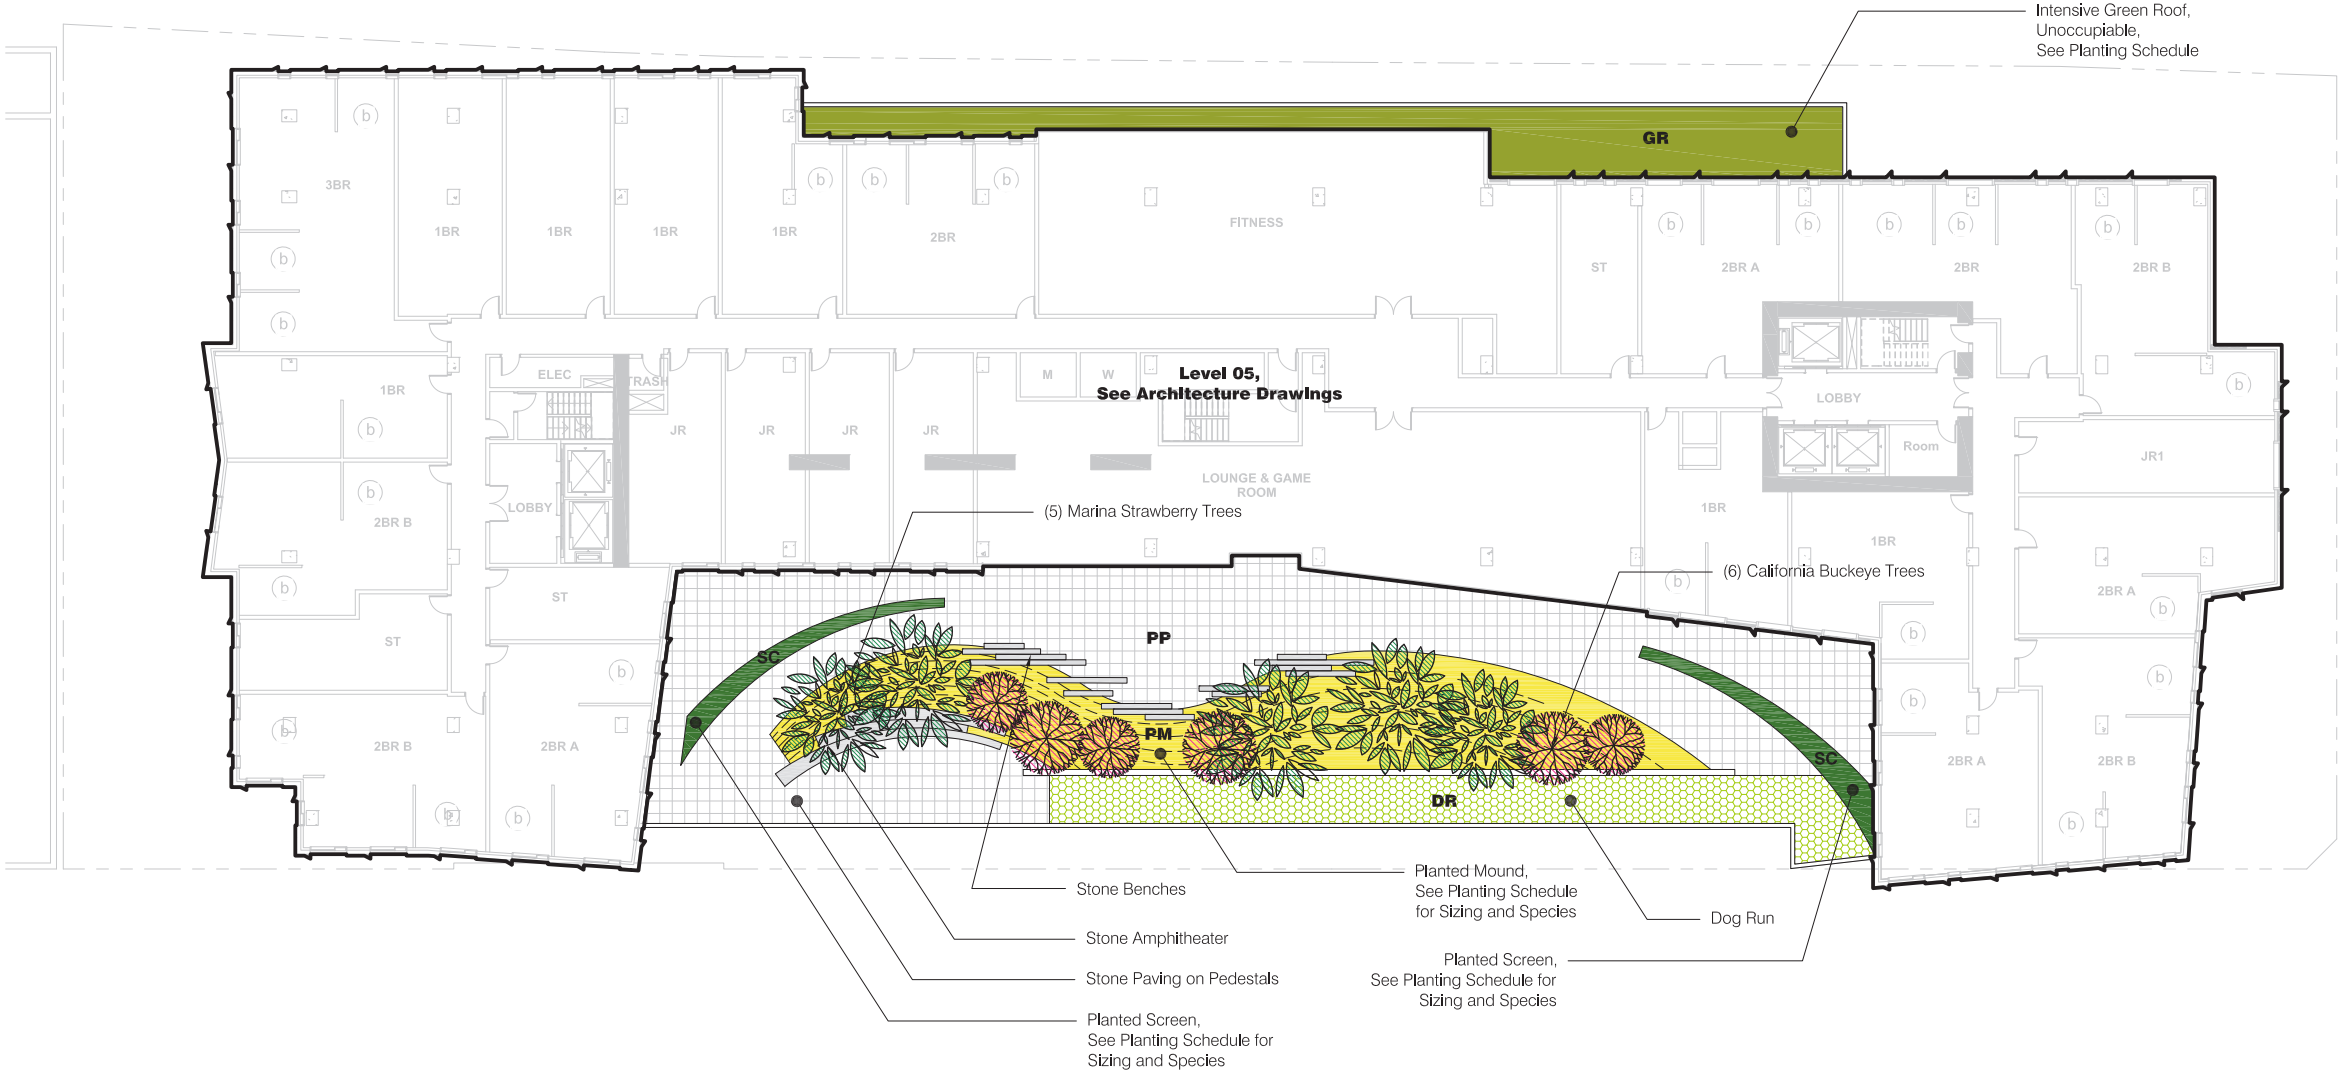 Intensive Green Roof,
Unoccupiable,
See Planting Schedule
GR
b
3BR
1BR
1BR
1BR
1BR
b
b
b
2BR
FITNESS
ST
b
b
2BR A
b
b
2BR
b
2BR B
b
b
1BR
b
ELEC
TRASH
JR
JR
JR
JR
M
W
Level 05,
See Architecture Drawings
LOBBY
b
Room
JR1
b
2BR B
LOBBY
LOUNGE & GAME
ROOM
1BR
1BR
(5) Marina Strawberry Trees
(6) California Buckeye Trees
b
ST
b
2BR A
b
ST
PP
SC
b
b
b
b
2BR B
2BR A
b
b
PM
SC
2BR A
2BR B
DR
b
b
Planted Mound,
See Planting Schedule
for Sizing and Species
Stone Benches
Dog Run
Stone Amphitheater
Stone Paving on Pedestals
Planted Screen,
See Planting Schedule for
Sizing and Species
Planted Screen,
See Planting Schedule for
Sizing and Species